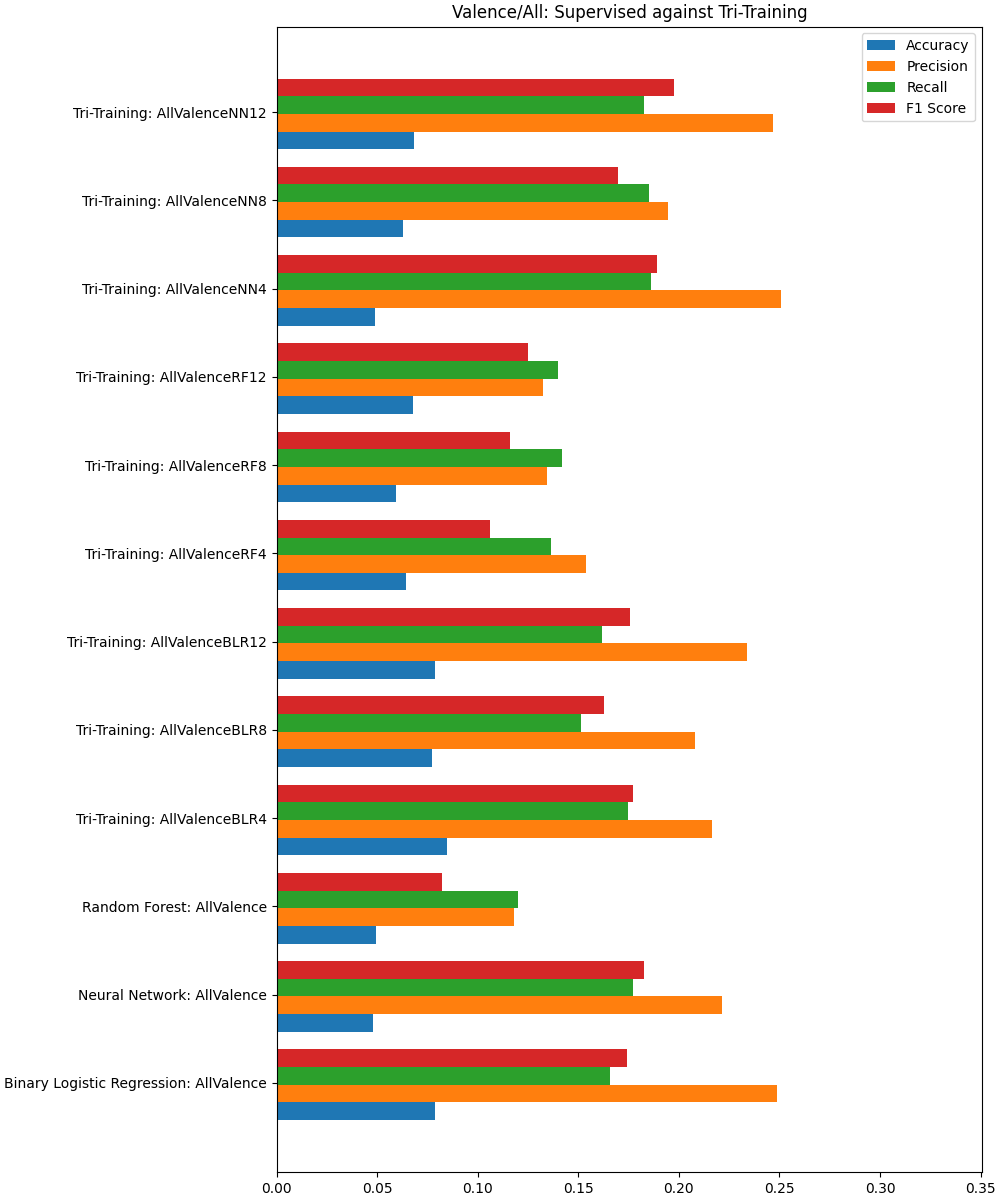 Valence/All: Supervised against Tri-Training
Accuracy
Precision
Recall
F1 Score
Tri-Training: AllValenceNN12
Tri-Training: AllValenceNN8
Tri-Training: AllValenceNN4
Tri-Training: AllValenceRF12
Tri-Training: AllValenceRF8
Tri-Training: AllValenceRF4
Tri-Training: AllValenceBLR12
Tri-Training: AllValenceBLR8
Tri-Training: AllValenceBLR4
Random Forest: AllValence
Neural Network: AllValence
Binary Logistic Regression: AllValence
0.00 0.05 0.10 0.15 0.20 0.25 0.30 0.35